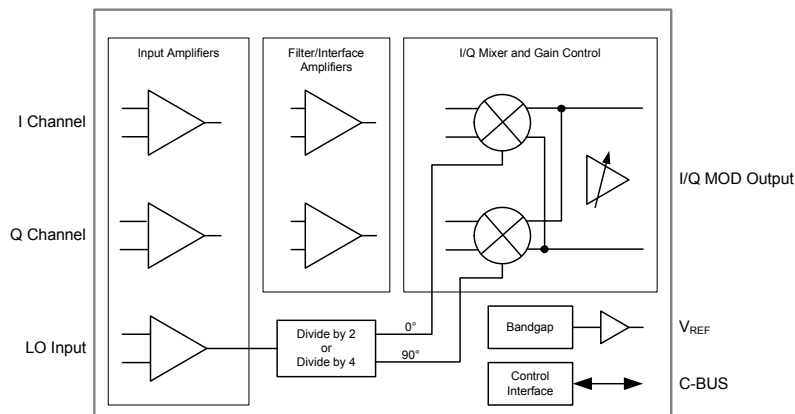 Input Amplifiers
Filter/Interface
Amplifiers
I/Q Mixer and Gain Control
I Channel
I/Q MOD Output
Q Channel
LO Input
Divide by 2
or
Divide by 4
0°
90°
Bandgap
VREF
Control
Interface
C-BUS